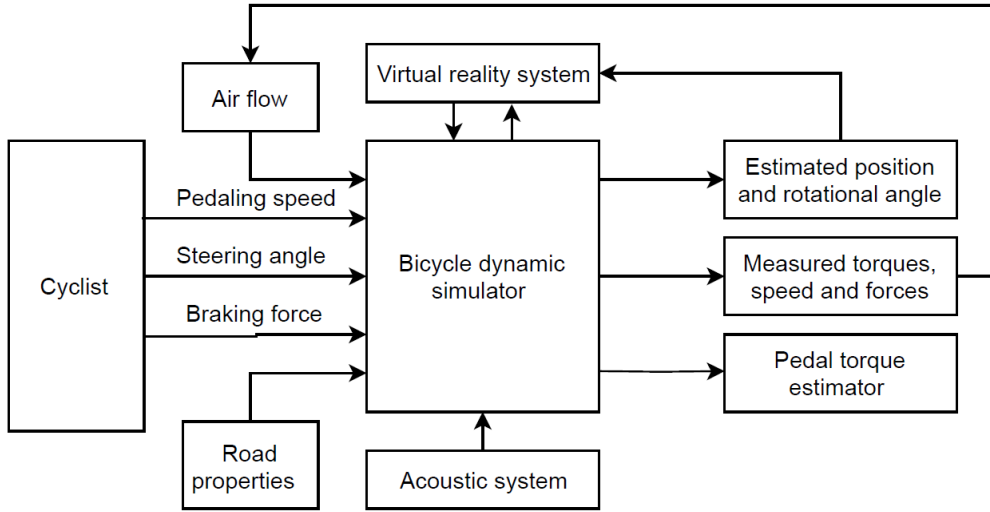 Virtual reality system
Air flow
Estimated position
and rotational angle
Pedaling speed
Steering angle
Cyclist
Bicycle dynamic
simulator
Measured torques,
speed and forces
Braking force
Pedal torque
estimator
Road
properties
Acoustic system